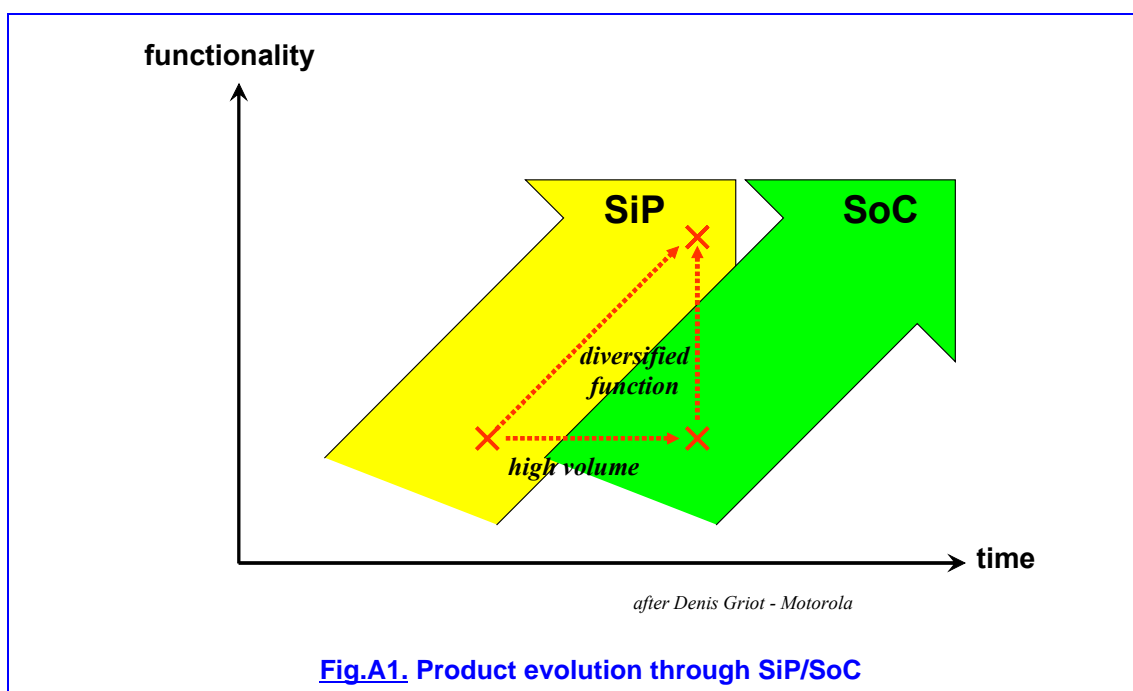 functionality
SiP
SoC
diversified
function
high volume
time
after Denis Griot - Motorola
Fig.A1. Product evolution through SiP/SoC